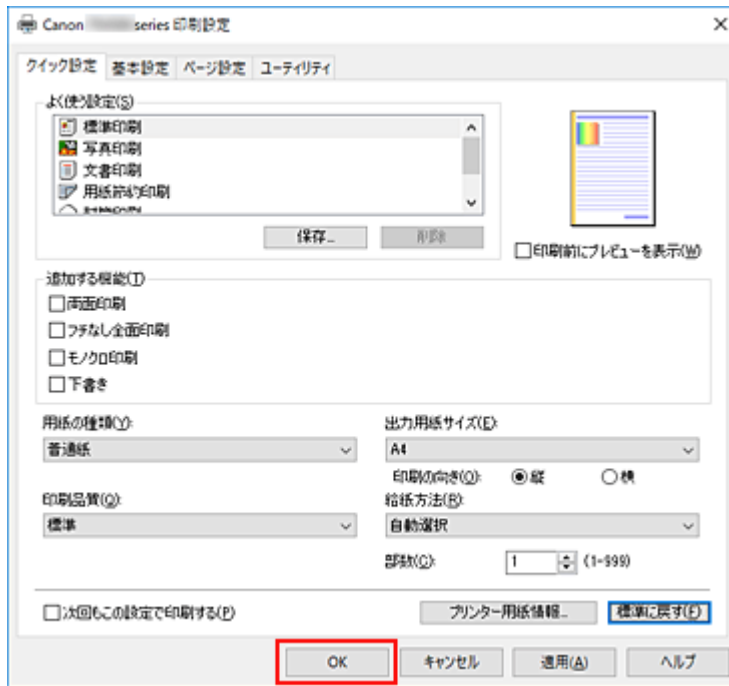 Canon series 印刷設定
クイック設定 基本設定 ページ設定 ユーティリティ
よく使う設定(S)
標準印刷
写真印刷
文書印刷
用紙節約印刷
保存... 削除
印刷前にプレビューを表示(W)
追加する機能(T)
両面印刷
フチなし全面印刷
モノクロ印刷
下書き
用紙の種類(Y): 出力用紙サイズ(E):
普通紙 A4
印刷の向き(O): 縦 横
印刷品質(Q): 給紙方法(R):
標準 自動選択
部数(C): 1 (1-999)
次回もこの設定で印刷する(P) プリンター用紙情報... 標準に戻す(F)
OK キャンセル 適用(A) ヘルプ